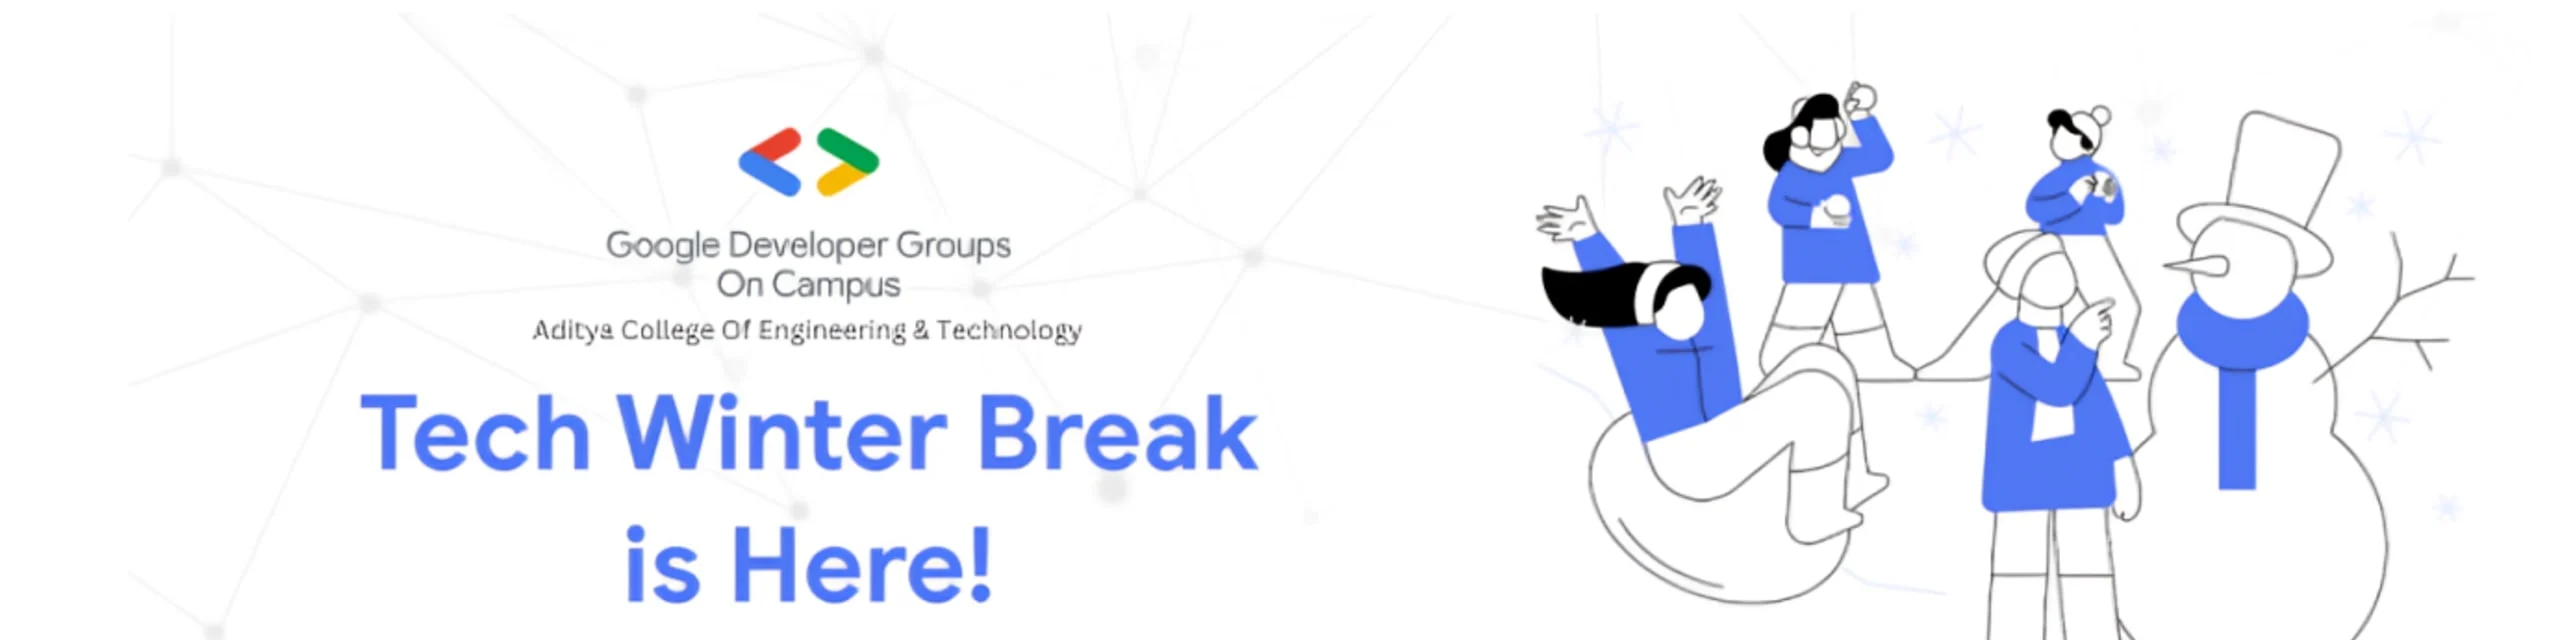 Google Developer Groups
On Campus
Aditya College Of Engineering & Technology
Tech Winter Break
is Here!